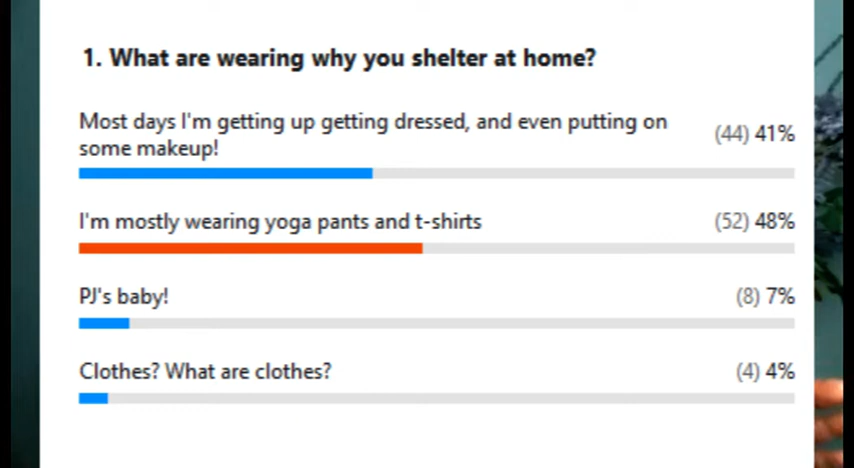 1. What are wearing why you shelter at home?
Most days I'm getting up getting dressed, and even putting on
some makeup!
(44) 41%
I'm mostly wearing yoga pants and t-shirts
(52) 48%
PJ's baby!
(8) 7%
Clothes? What are clothes?
(4) 4%